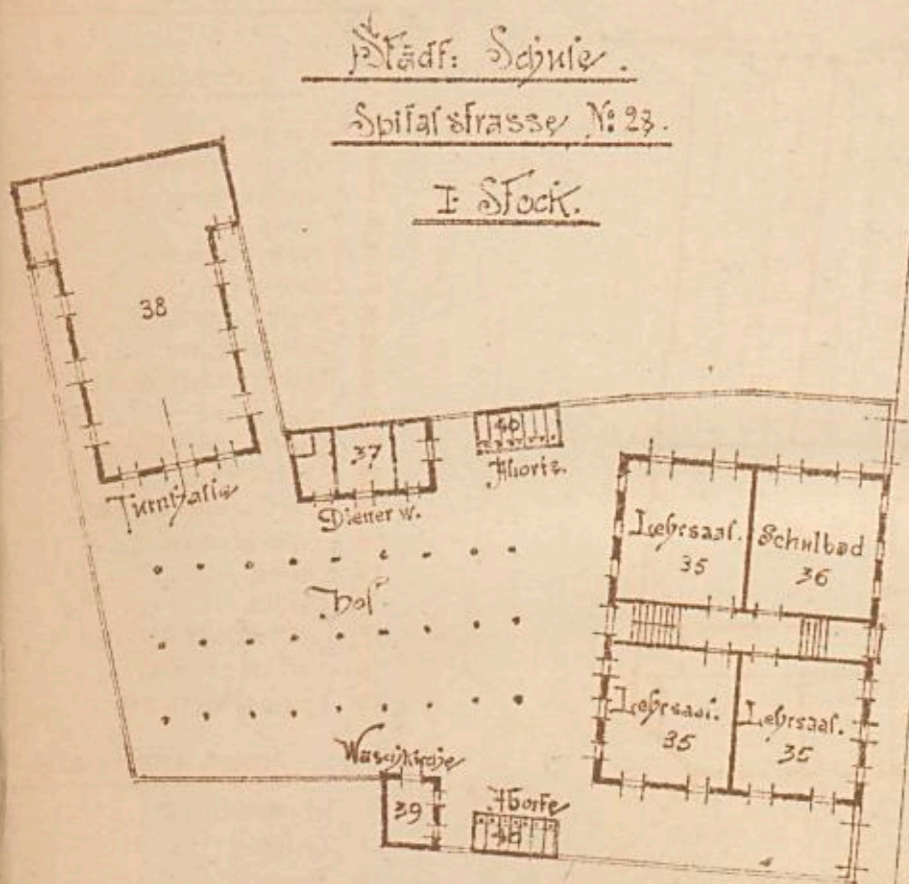 Städt: Schule.
Spitalstrasse No: 23.
I. Stock.
38
Turnhalle
37
Diener w.
40
Aborte.
Lehrsaal.
35
Schulbad
36
Hof
Lehrsaal.
35
Lehrsaal.
35
Waschküche
39
Aborte
40